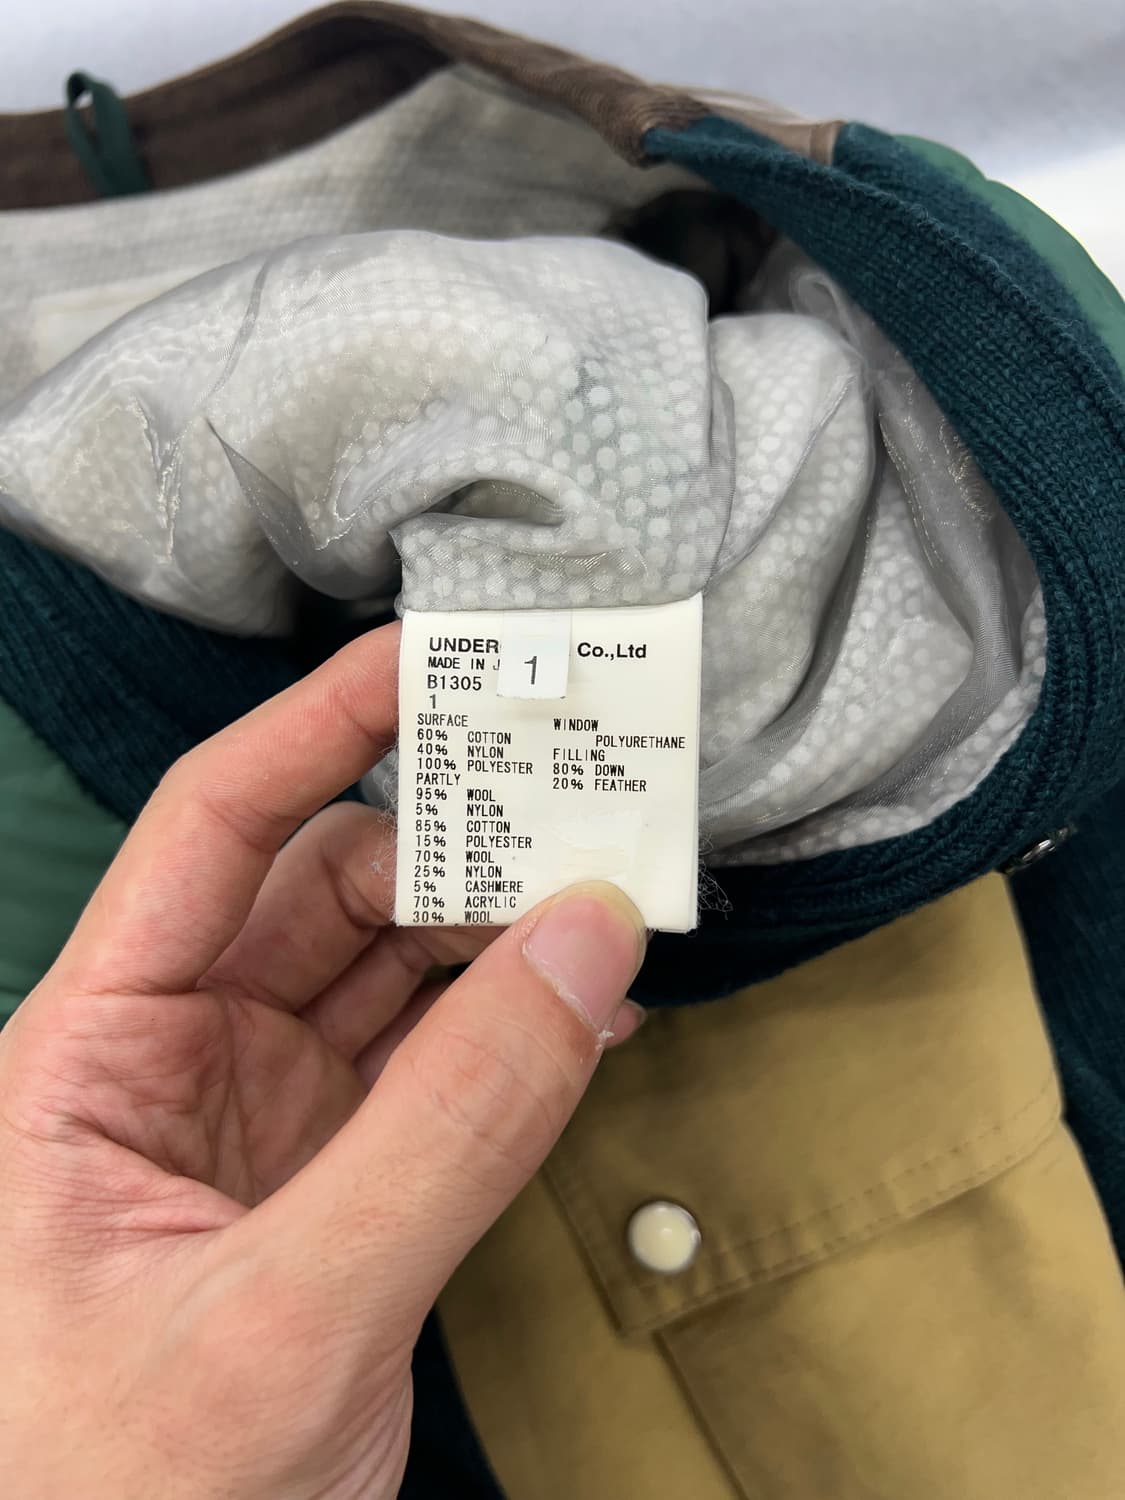 UNDER Co.,Ltd
MADE IN J
1
B1305
1
SURFACE
60% COTTON
40% NYLON
100% POLYESTER
PARTLY
95% WOOL
5% NYLON
85% COTTON
15% POLYESTER
70% WOOL
25% NYLON
5% CASHMERE
70% ACRYLIC
30% WOOL
WINDOW
POLYURETHANE
FILLING
80% DOWN
20% FEATHER